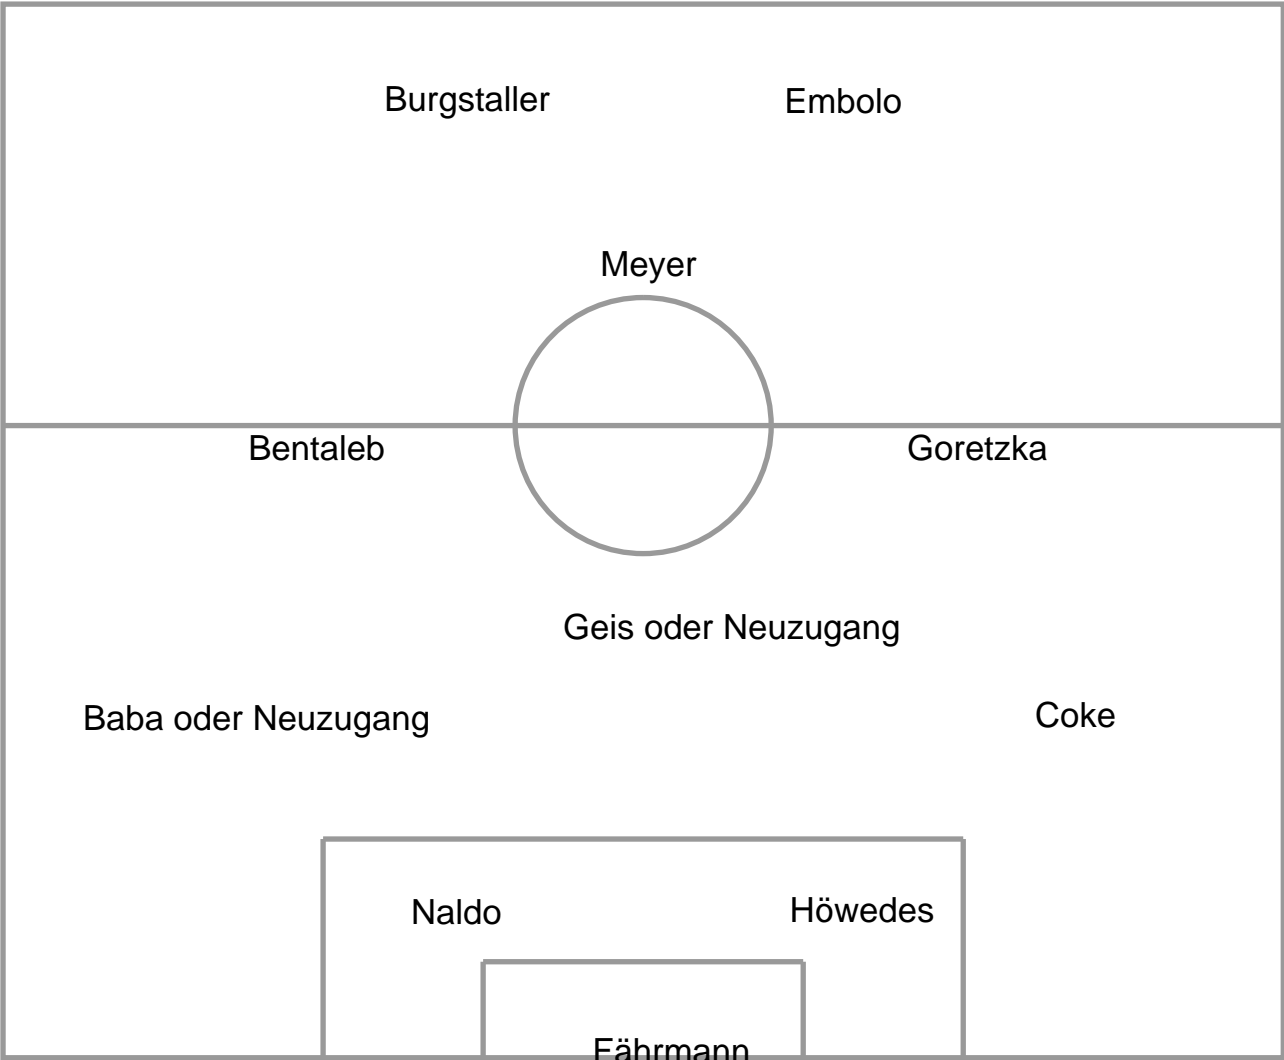 Burgstaller
Embolo
Meyer
Bentaleb
Goretzka
Geis oder Neuzugang
Baba oder Neuzugang
Coke
Naldo
Höwedes
Fährmann